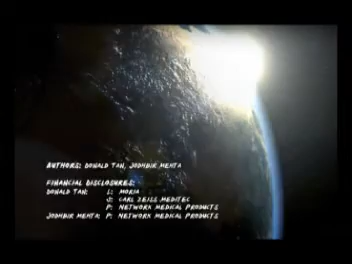 AUTHORS: DONALD TAN, JODHBIR MEHTA
FINANCIAL DISCLOSURES:
DONALD TAN: L: MORIA
J: CARL ZEISS MEDITEC
P: NETWORK MEDICAL PRODUCTS
JODHBIR MEHTA: P: NETWORK MEDICAL PRODUCTS